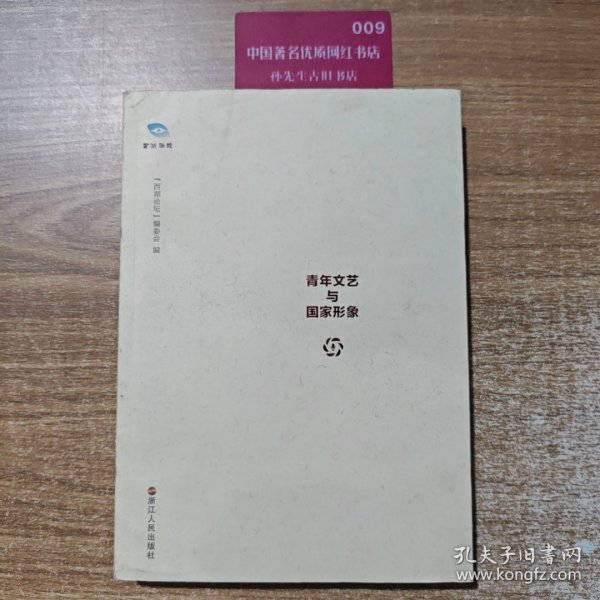 009
中国著名优质网红书店
孙先生古旧书店
西湖论坛
「西湖论坛」编委会 编
青年文艺
与
国家形象
浙江人民出版社
孔夫子旧书网
www.kongfz.com